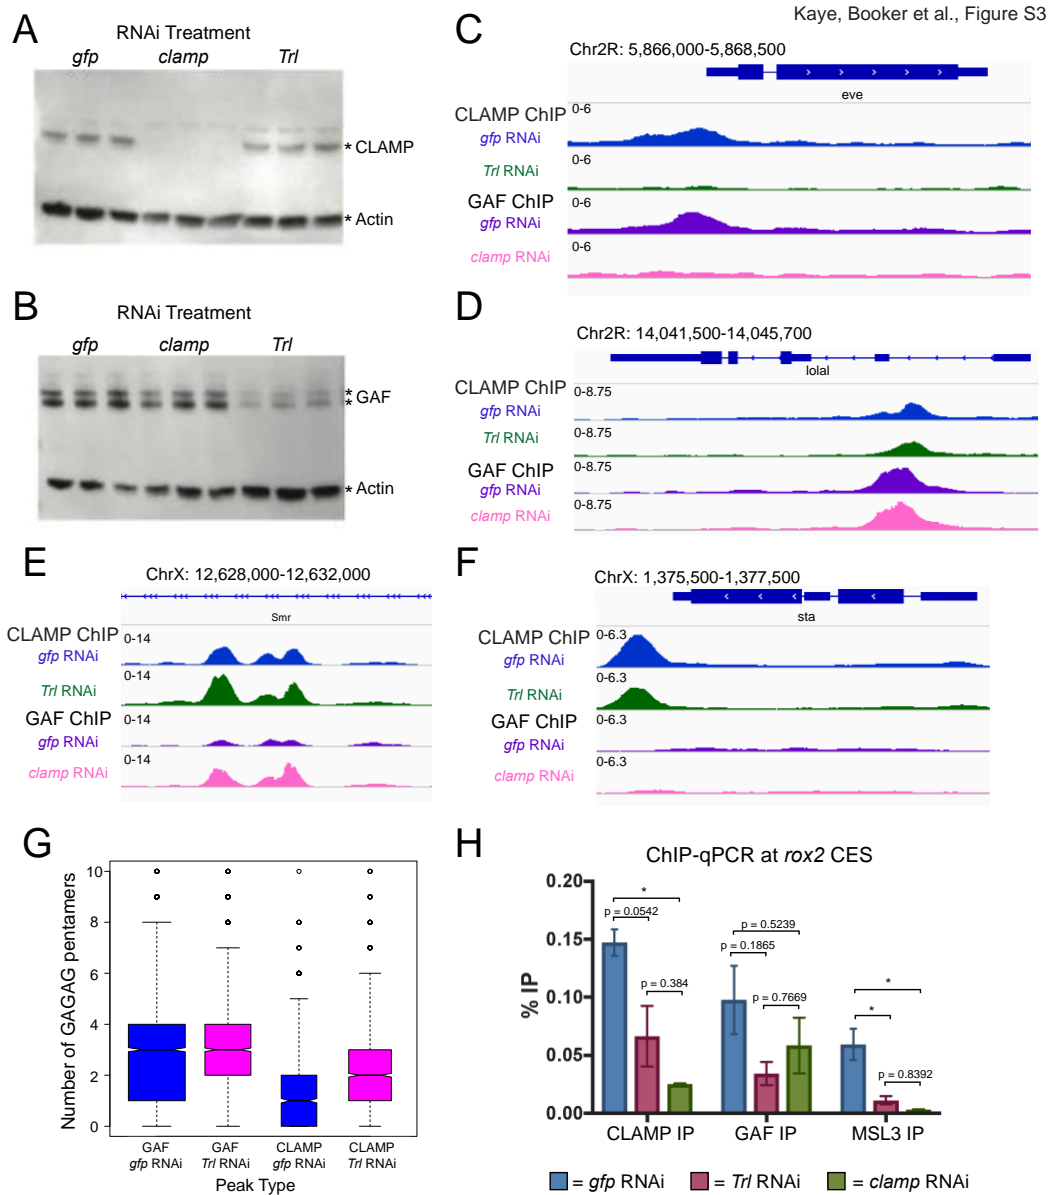 Kaye, Booker et al., Figure S3
A
RNAi Treatment
gfp clamp Trl
* CLAMP
* Actin
B
RNAi Treatment
gfp clamp Trl
*
* GAF
* Actin
C
Chr2R: 5,866,000-5,868,500
eve
CLAMP ChIP
gfp RNAi
0-6
Trl RNAi
0-6
GAF ChIP
gfp RNAi
0-6
clamp RNAi
0-6
D
Chr2R: 14,041,500-14,045,700
lolal
CLAMP ChIP
gfp RNAi
0-8.75
Trl RNAi
0-8.75
GAF ChIP
gfp RNAi
0-8.75
clamp RNAi
0-8.75
E
ChrX: 12,628,000-12,632,000
Smr
CLAMP ChIP
gfp RNAi
0-14
Trl RNAi
0-14
GAF ChIP
gfp RNAi
0-14
clamp RNAi
0-14
F
ChrX: 1,375,500-1,377,500
sta
CLAMP ChIP
gfp RNAi
0-6.3
Trl RNAi
0-6.3
GAF ChIP
gfp RNAi
0-6.3
clamp RNAi
0-6.3
G
Number of GAGAG pentamers
10
8
6
4
2
0
GAF gfp RNAi
GAF Trl RNAi
CLAMP gfp RNAi
CLAMP Trl RNAi
Peak Type
H
ChIP-qPCR at rox2 CES
% IP
0.20
0.15
0.10
0.05
0.00
*
p = 0.0542
p = 0.384
p = 0.5239
p = 0.1865
p = 0.7669
*
*
p = 0.8392
CLAMP IP
GAF IP
MSL3 IP
= gfp RNAi
= Trl RNAi
= clamp RNAi